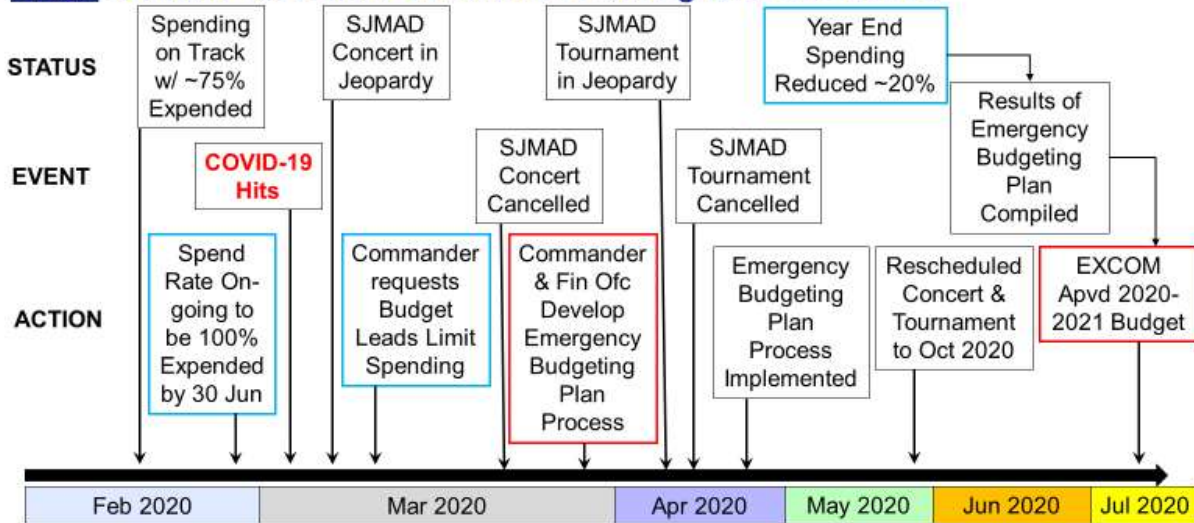 STATUS
Spending
on Track
w/ ~75%
Expended
SJMAD
Concert in
Jeopardy
SJMAD
Tournament
in Jeopardy
Year End
Spending
Reduced ~20%
Results of
Emergency
Budgeting
Plan
Compiled
EVENT
COVID-19
Hits
SJMAD
Concert
Cancelled
SJMAD
Tournament
Cancelled
ACTION
Spend
Rate On-
going to
be 100%
Expended
by 30 Jun
Commander
requests
Budget
Leads Limit
Spending
Commander
& Fin Ofc
Develop
Emergency
Budgeting
Plan
Process
Emergency
Budgeting
Plan
Process
Implemented
Rescheduled
Concert &
Tournament
to Oct 2020
EXCOM
Apvd 2020-
2021 Budget
Feb 2020
Mar 2020
Apr 2020
May 2020
Jun 2020
Jul 2020